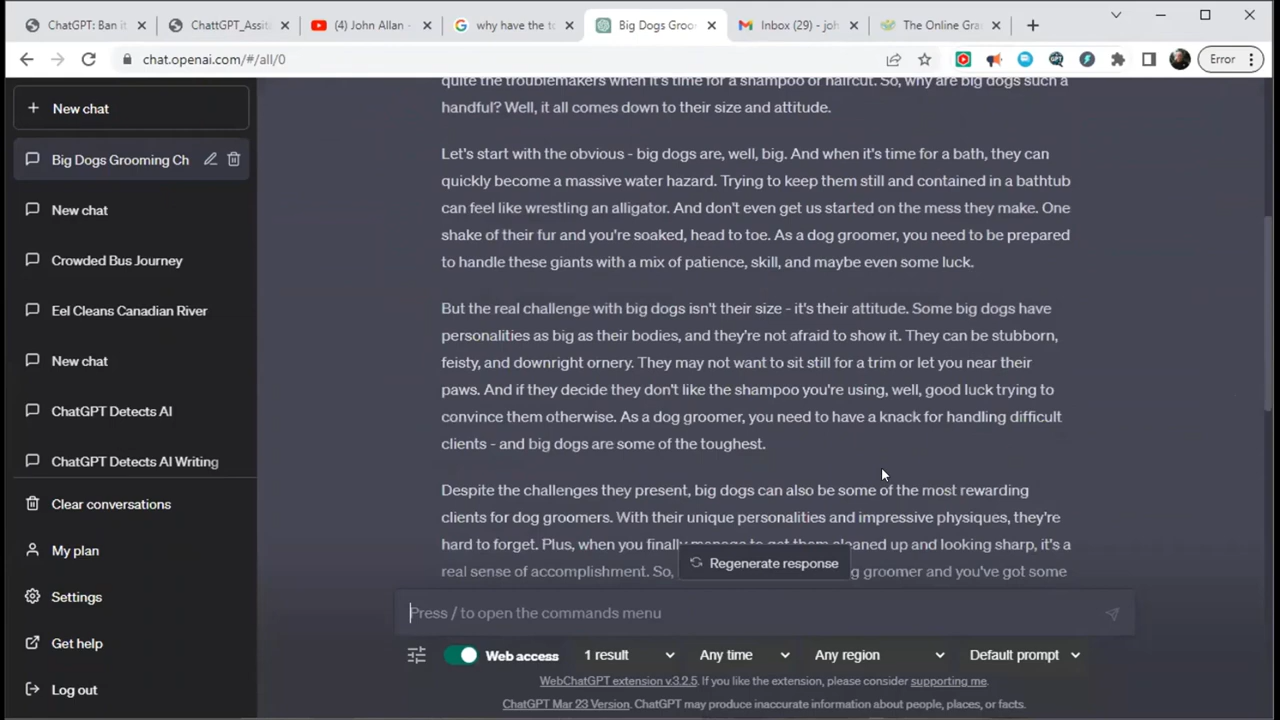 ChatGPT: Ban it
ChattGPT_Assita
(4) John Allan -
why have the to
Big Dogs Groo
Inbox (29) - joh
The Online Gra
chat.openai.com/#/all/0
Error
New chat
Big Dogs Grooming Ch
New chat
Crowded Bus Journey
Eel Cleans Canadian River
New chat
ChatGPT Detects AI
ChatGPT Detects AI Writing
Clear conversations
My plan
Settings
Get help
Log out
quite the troublemakers when it's time for a shampoo or haircut. So, why are big dogs such a
handful? Well, it all comes down to their size and attitude.
Let's start with the obvious - big dogs are, well, big. And when it's time for a bath, they can
quickly become a massive water hazard. Trying to keep them still and contained in a bathtub
can feel like wrestling an alligator. And don't even get us started on the mess they make. One
shake of their fur and you're soaked, head to toe. As a dog groomer, you need to be prepared
to handle these giants with a mix of patience, skill, and maybe even some luck.
But the real challenge with big dogs isn't their size - it's their attitude. Some big dogs have
personalities as big as their bodies, and they're not afraid to show it. They can be stubborn,
feisty, and downright ornery. They may not want to sit still for a trim or let you near their
paws. And if they decide they don't like the shampoo you're using, well, good luck trying to
convince them otherwise. As a dog groomer, you need to have a knack for handling difficult
clients - and big dogs are some of the toughest.
Despite the challenges they present, big dogs can also be some of the most rewarding
clients for dog groomers. With their unique personalities and impressive physiques, they're
hard to forget. Plus, when you finally manage to get them cleaned up and looking sharp, it's a
real sense of accomplishment. So, g groomer and you've got some
Regenerate response
Press / to open the commands menu
Web access 1 result Any time Any region Default prompt
WebChatGPT extension v.3.2.5. If you like the extension, please consider supporting me.
ChatGPT Mar 23 Version. ChatGPT may produce inaccurate information about people, places, or facts.